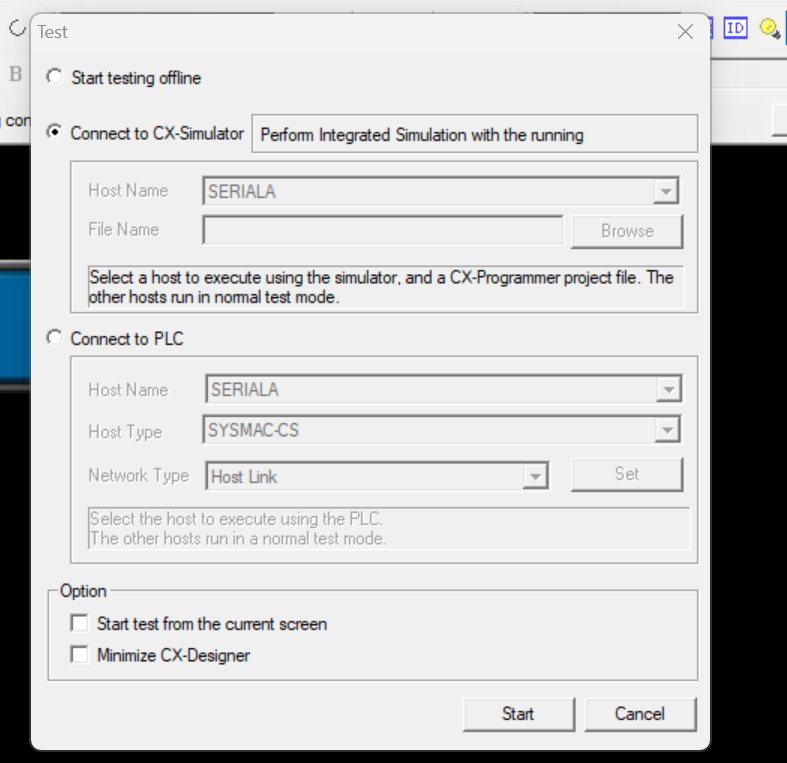 Test
ID
B
con
Start testing offline
Connect to CX-Simulator
Perform Integrated Simulation with the running
Host Name
SERIALA
File Name
Browse
Select a host to execute using the simulator, and a CX-Programmer project file. The
other hosts run in normal test mode.
Connect to PLC
Host Name
SERIALA
Host Type
SYSMAC-CS
Network Type
Host Link
Set
Select the host to execute using the PLC.
The other hosts run in a normal test mode.
Option
Start test from the current screen
Minimize CX-Designer
Start
Cancel